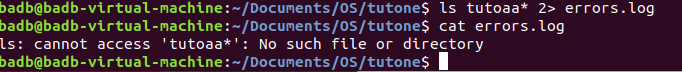 badb@badb-virtual-machine:~/Documents/OS/tutone$ ls tutoaa* 2> errors.log
badb@badb-virtual-machine:~/Documents/OS/tutone$ cat errors.log
ls: cannot access 'tutoaa*': No such file or directory
badb@badb-virtual-machine:~/Documents/OS/tutone$